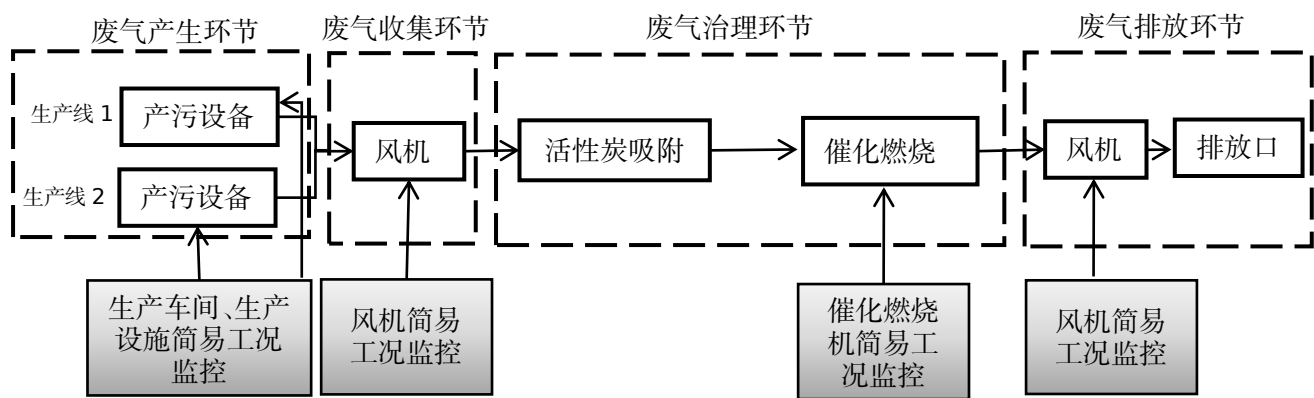 废气产生环节
废气收集环节
废气治理环节
废气排放环节
生产线 1
产污设备
生产线 2
产污设备
风机
活性炭吸附
催化燃烧
风机
排放口
生产车间、生产
设施简易工况
监控
风机简易
工况监控
催化燃烧
机简易工
况监控
风机简易
工况监控